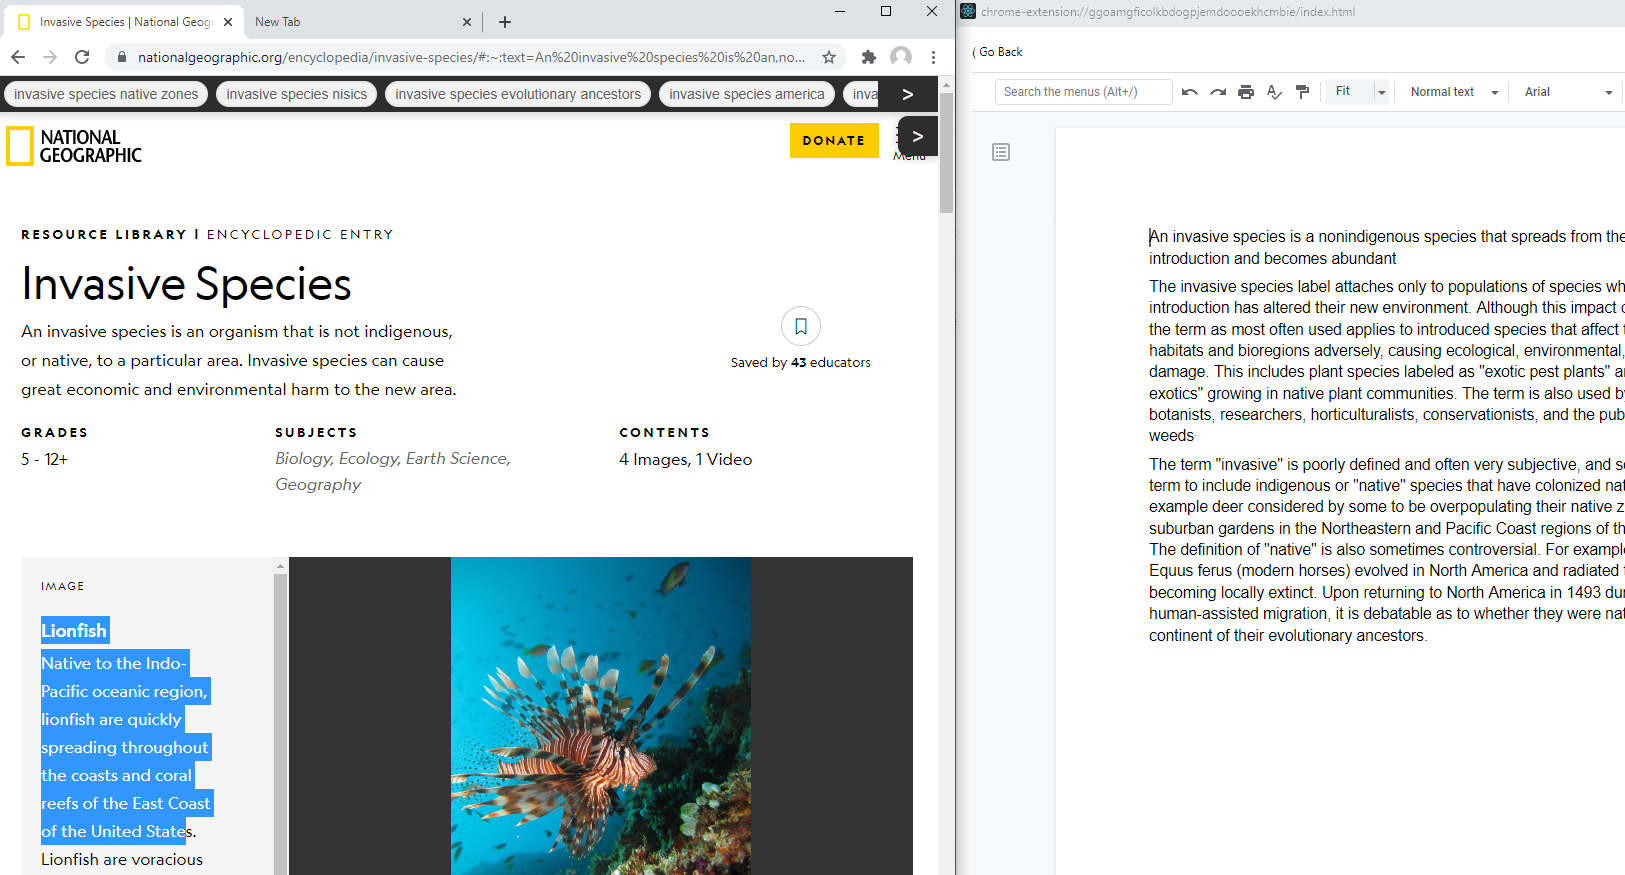 Invasive Species | National Geogr
New Tab
nationalgeographic.org/encyclopedia/invasive-species/#:~:text=An%20invasive%20species%20is%20an,no...
invasive species native zones
invasive species nisics
invasive species evolutionary ancestors
invasive species america
inva
>
NATIONAL
GEOGRAPHIC
DONATE
>
Menu
RESOURCE LIBRARY | ENCYCLOPEDIC ENTRY
Invasive Species
An invasive species is an organism that is not indigenous,
or native, to a particular area. Invasive species can cause
great economic and environmental harm to the new area.
Saved by 43 educators
GRADES
5 - 12+
SUBJECTS
Biology, Ecology, Earth Science,
Geography
CONTENTS
4 Images, 1 Video
IMAGE
Lionfish
Native to the Indo-
Pacific oceanic region,
lionfish are quickly
spreading throughout
the coasts and coral
reefs of the East Coast
of the United States.
Lionfish are voracious
chrome-extension://ggoamgficolkbdogpjemdoooekhcmbie/index.html
⟨ Go Back
Search the menus (Alt+/)
Fit
Normal text
Arial
An invasive species is a nonindigenous species that spreads from the
introduction and becomes abundant
The invasive species label attaches only to populations of species wh
introduction has altered their new environment. Although this impact
the term as most often used applies to introduced species that affect
habitats and bioregions adversely, causing ecological, environmental,
damage. This includes plant species labeled as "exotic pest plants" a
exotics" growing in native plant communities. The term is also used b
botanists, researchers, horticulturalists, conservationists, and the pub
weeds
The term "invasive" is poorly defined and often very subjective, and s
term to include indigenous or "native" species that have colonized nat
example deer considered by some to be overpopulating their native z
suburban gardens in the Northeastern and Pacific Coast regions of th
The definition of "native" is also sometimes controversial. For example
Equus ferus (modern horses) evolved in North America and radiated
becoming locally extinct. Upon returning to North America in 1493 du
human-assisted migration, it is debatable as to whether they were nat
continent of their evolutionary ancestors.